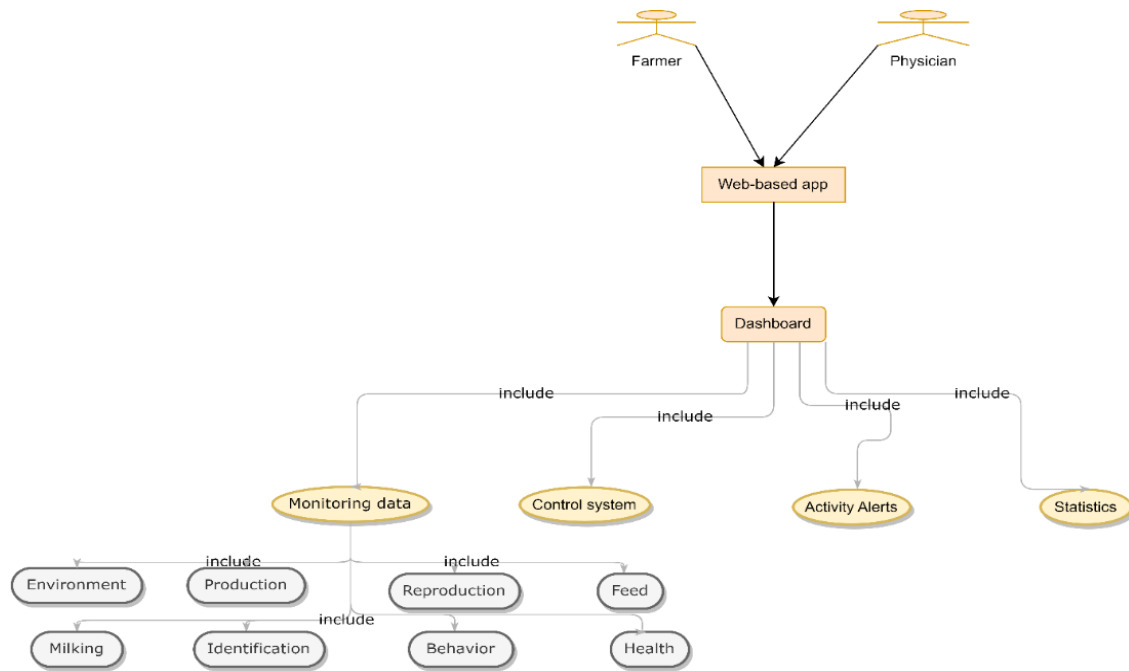 Farmer
Physician
Web-based app
Dashboard
include
include
include
include
Monitoring data
Control system
Activity Alerts
Statistics
include
include
Environment
Production
Reproduction
Feed
include
Milking
Identification
Behavior
Health